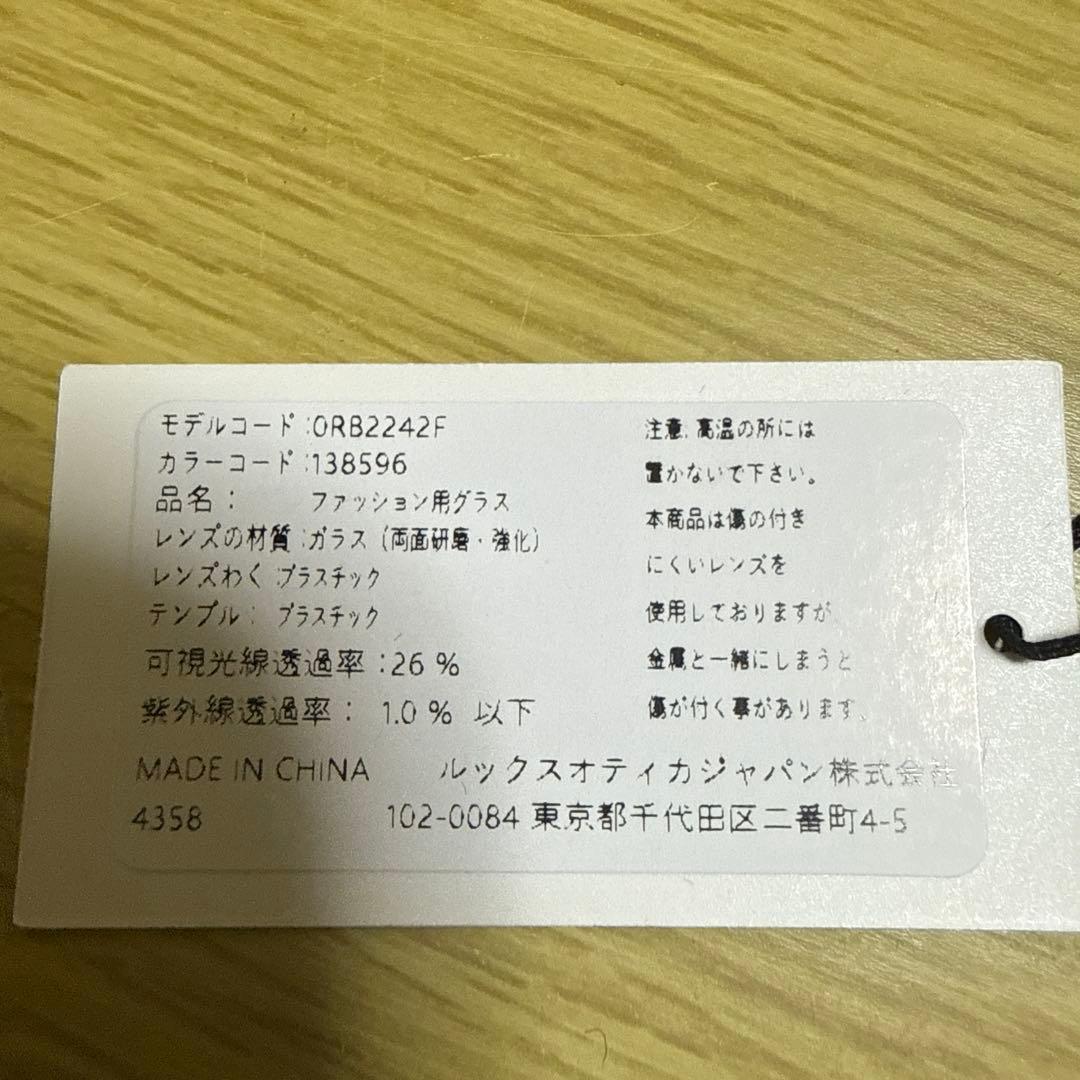 モデルコード:0RB2242F
カラーコード:138596
品名: ファッション用グラス
レンズの材質:ガラス(両面研磨・強化)
レンズわく:プラスチック
テンプル: プラスチック
可視光線透過率:26 %
紫外線透過率: 1.0 % 以下
注意.高温の所には
置かないで下さい。
本商品は傷の付き
にくいレンズを
使用しておりますが
金属と一緒にしまうと
傷が付く事があります。
MADE IN CHINA ルックスオティカジャパン株式会社
4358 102-0084 東京都千代田区二番町4-5